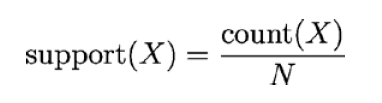 support(X) = count(X) / N